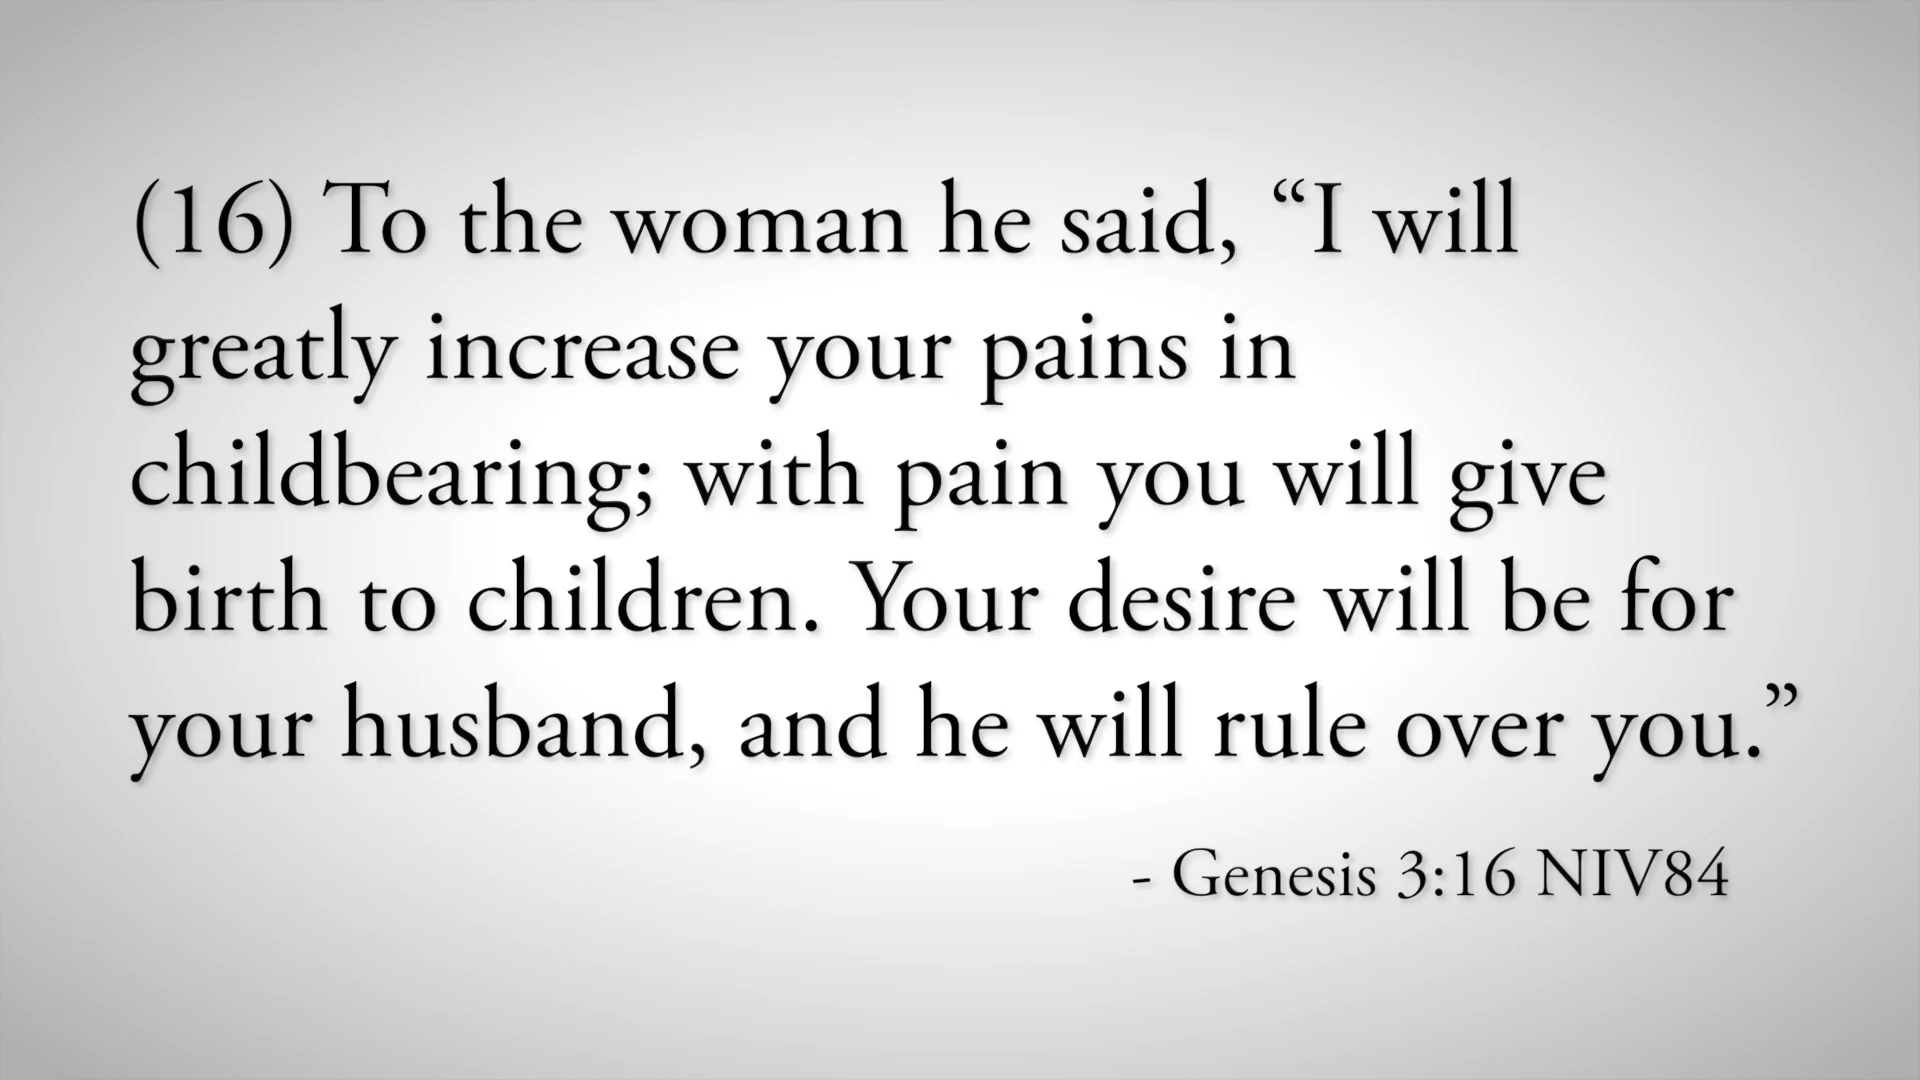 (16) To the woman he said, “I will
greatly increase your pains in
childbearing; with pain you will give
birth to children. Your desire will be for
your husband, and he will rule over you.”
- Genesis 3:16 NIV84